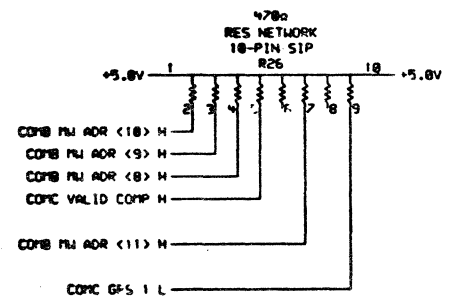 470Ω
RES NETWORK
10-PIN SIP
R26
+5.0V 1 10 +5.0V
2 3 4 5 6 7 8 9
COMB MW ADR <10> H
COMB MW ADR <9> H
COMB MW ADR <8> H
COMC VALID COMP H
COMB MW ADR <11> H
COMC GFS 1 L